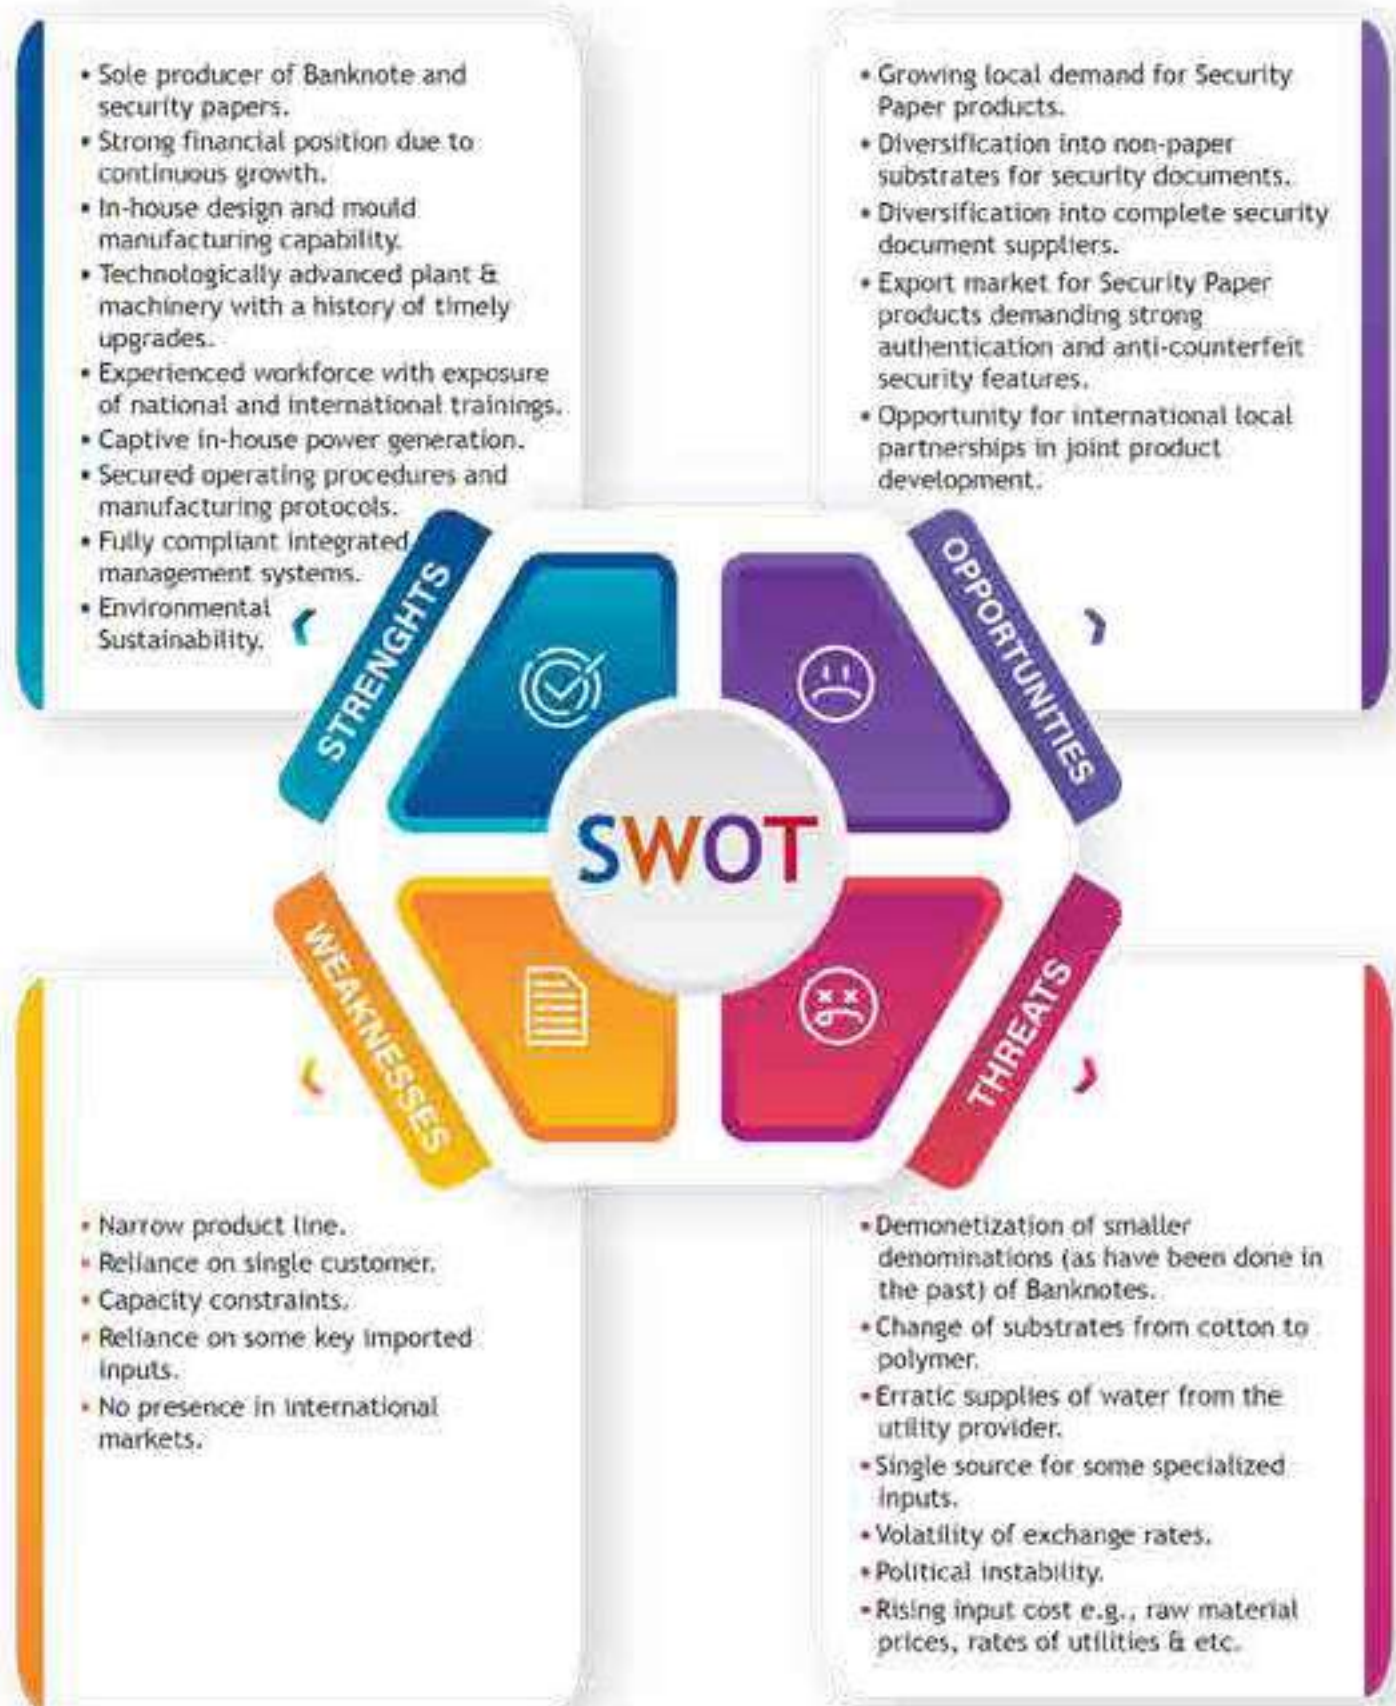 • Sole producer of Banknote and
security papers.
• Strong financial position due to
continuous growth.
• In-house design and mould
manufacturing capability.
• Technologically advanced plant &
machinery with a history of timely
upgrades.
• Experienced workforce with exposure
of national and international trainings.
• Captive in-house power generation.
• Secured operating procedures and
manufacturing protocols.
• Fully compliant integrated
management systems.
• Environmental
Sustainability.
STRENGHTS
• Growing local demand for Security
Paper products.
• Diversification into non-paper
substrates for security documents.
• Diversification into complete security
document suppliers.
• Export market for Security Paper
products demanding strong
authentication and anti-counterfeit
security features.
• Opportunity for international local
partnerships in joint product
development.
OPPORTUNITIES
SWOT
WEAKNESSES
• Narrow product line.
• Reliance on single customer.
• Capacity constraints.
• Reliance on some key imported
inputs.
• No presence in international
markets.
THREATS
• Demonetization of smaller
denominations (as have been done in
the past) of Banknotes.
• Change of substrates from cotton to
polymer.
• Erratic supplies of water from the
utility provider.
• Single source for some specialized
inputs.
• Volatility of exchange rates.
• Political instability.
• Rising input cost e.g., raw material
prices, rates of utilities & etc.